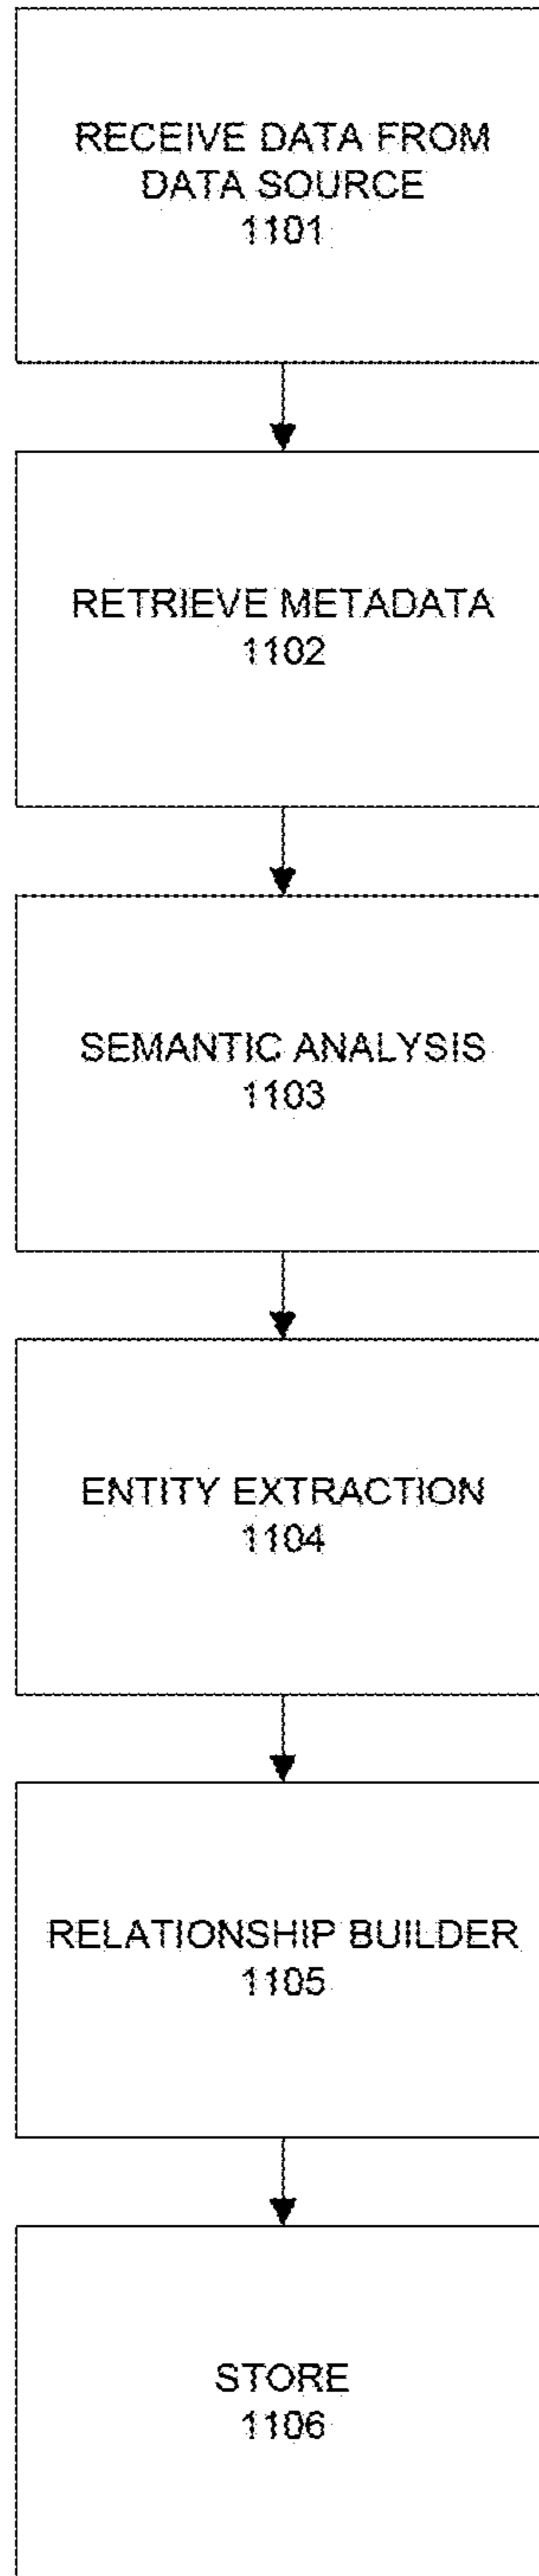 RECEIVE DATA FROM
DATA SOURCE
1101
RETRIEVE METADATA
1102
SEMANTIC ANALYSIS
1103
ENTITY EXTRACTION
1104
RELATIONSHIP BUILDER
1105
STORE
1106